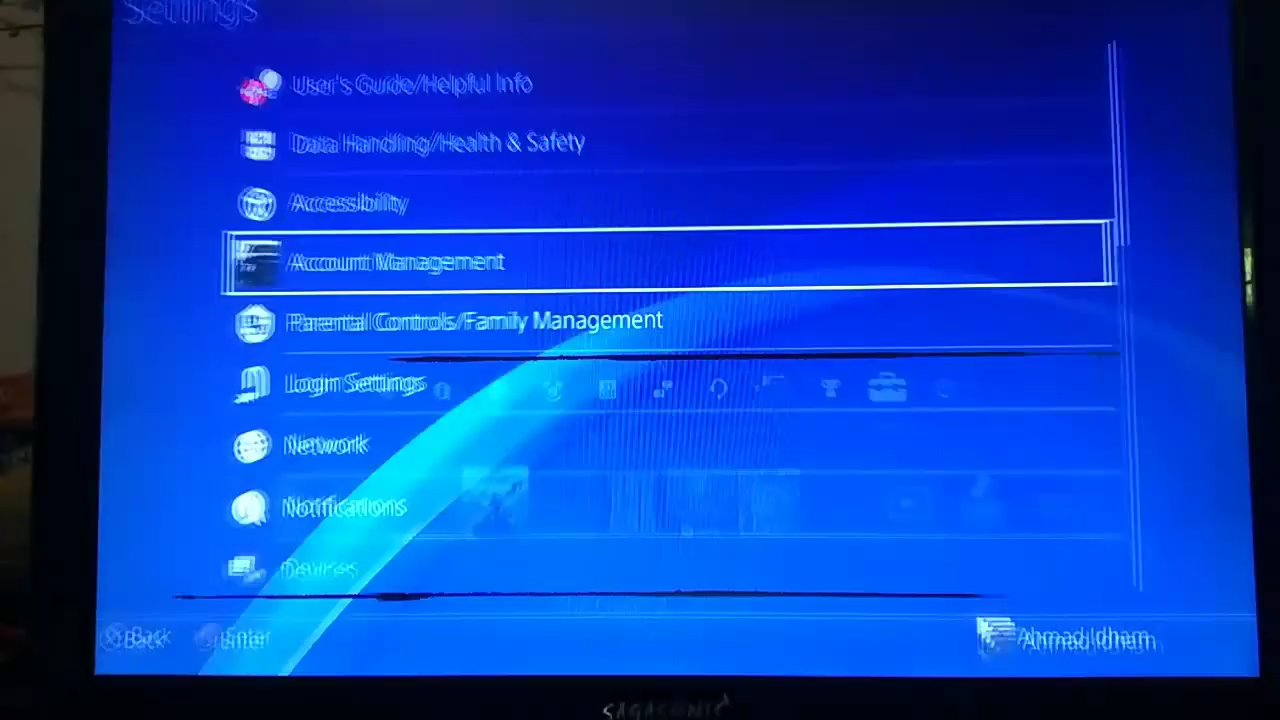 Settings
User's Guide/Helpful Info
Data Handling/Health & Safety
Accessibility
Account Management
Parental Controls/Family Management
Login Settings
Network
Notifications
Devices
Back
Enter
Ahmad Idham
SAGASONIC